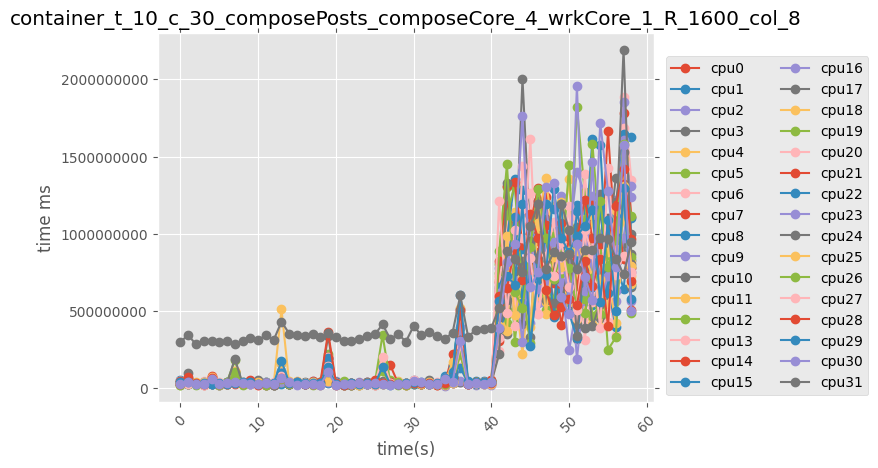 container_t_10_c_30_composePosts_composeCore_4_wrkCore_1_R_1600_col_8
time ms
2000000000
1500000000
1000000000
500000000
0
0 10 20 30 40 50 60
time(s)
cpu0 cpu16
cpu1 cpu17
cpu2 cpu18
cpu3 cpu19
cpu4 cpu20
cpu5 cpu21
cpu6 cpu22
cpu7 cpu23
cpu8 cpu24
cpu9 cpu25
cpu10 cpu26
cpu11 cpu27
cpu12 cpu28
cpu13 cpu29
cpu14 cpu30
cpu15 cpu31